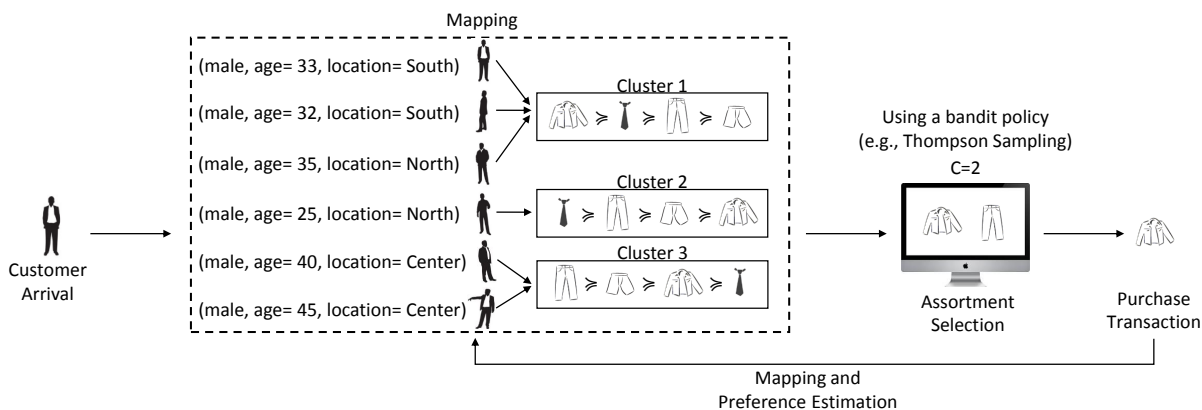 Mapping
(male, age= 33, location= South)
(male, age= 32, location= South)
(male, age= 35, location= North)
(male, age= 25, location= North)
(male, age= 40, location= Center)
(male, age= 45, location= Center)
Cluster 1
≽ ≽ ≽
Cluster 2
≽ ≽ ≽
Cluster 3
≽ ≽ ≽
Customer
Arrival
Using a bandit policy
(e.g., Thompson Sampling)
C=2
Assortment
Selection
Purchase
Transaction
Mapping and
Preference Estimation